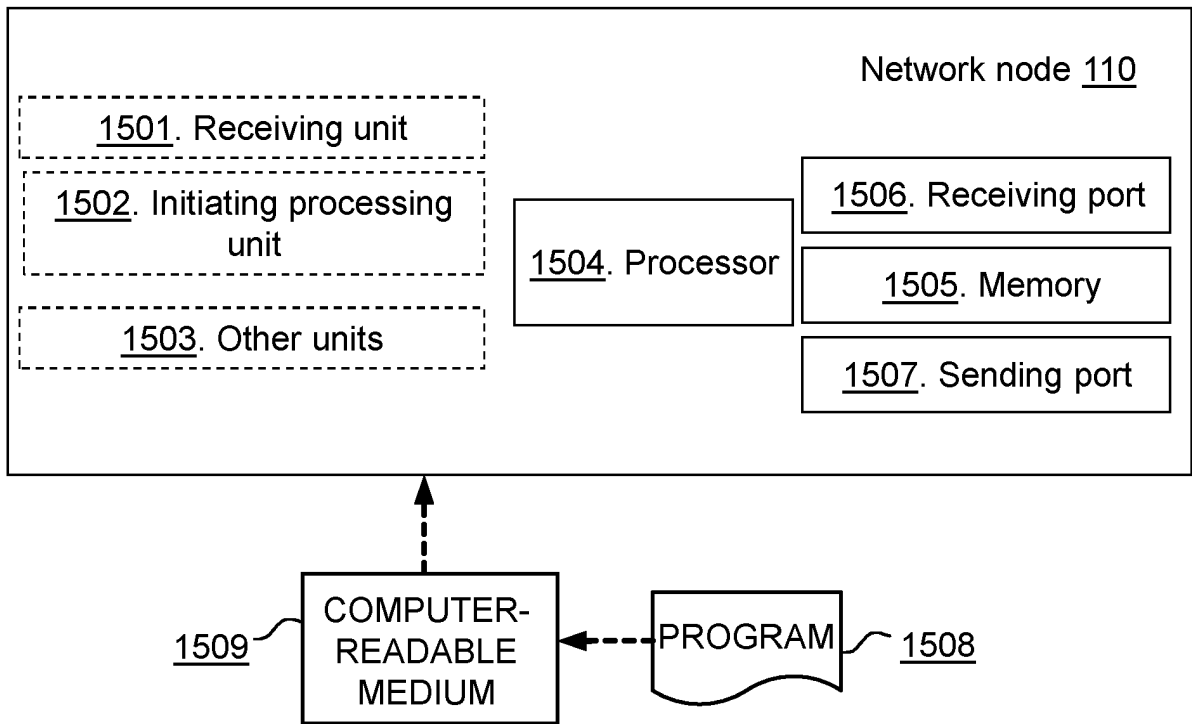 Network node 110
1501. Receiving unit
1502. Initiating processing
unit
1503. Other units
1504. Processor
1506. Receiving port
1505. Memory
1507. Sending port
COMPUTER-
READABLE
MEDIUM
1509
PROGRAM
1508